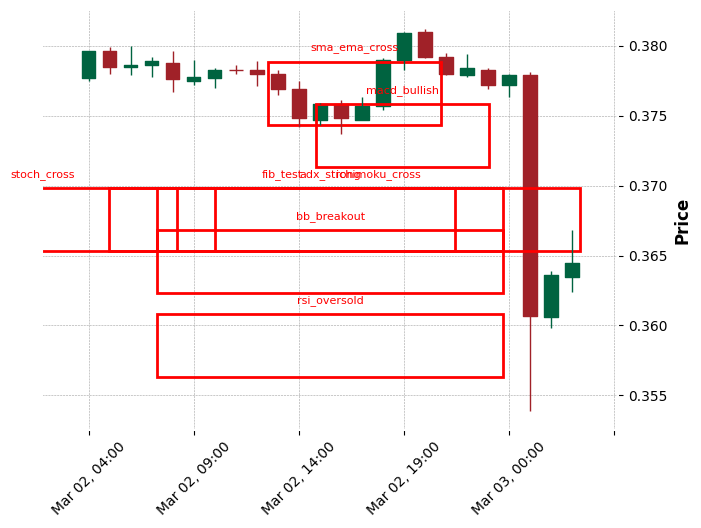 sma_ema_cross
macd_bullish
stoch_cross
fib_test
adx_strong
ichimoku_cross
bb_breakout
rsi_oversold
0.380
0.375
0.370
0.365
0.360
0.355
Price
Mar 02, 04:00
Mar 02, 09:00
Mar 02, 14:00
Mar 02, 19:00
Mar 03, 00:00